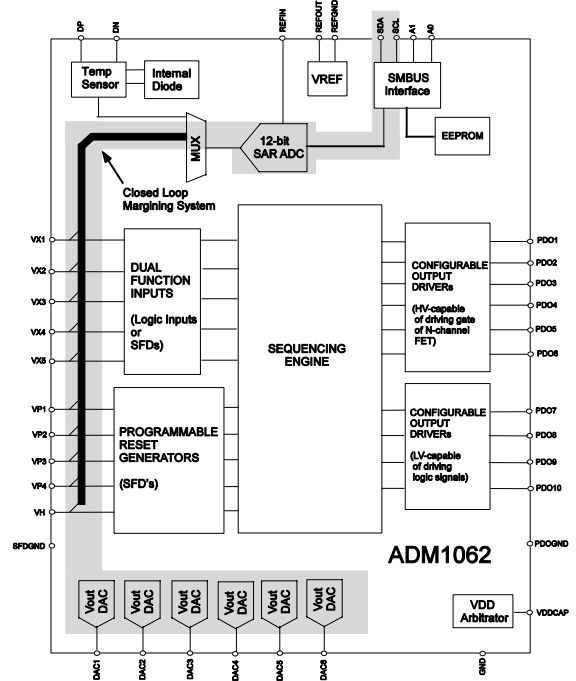 DP
DN
REFIN
REFOUT
REFGND
SDA
SCL
A1
A0
Temp
Sensor
Internal
Diode
VREF
SMBUS
Interface
EEPROM
MUX
12-bit
SAR ADC
Closed Loop
Margining System
VX1
VX2
VX3
VX4
VX5
VP1
VP2
VP3
VP4
VH
SFDGND
DUAL
FUNCTION
INPUTS
(Logic Inputs
or
SFDs)
PROGRAMMABLE
RESET
GENERATORS
(SFD's)
SEQUENCING
ENGINE
CONFIGURABLE
OUTPUT
DRIVERs
(HV-capable
of driving gate
of N-channel
FET)
CONFIGURABLE
OUTPUT
DRIVERs
(LV-capable
of driving
logic signals)
PDO1
PDO2
PDO3
PDO4
PDO5
PDO6
PDO7
PDO8
PDO9
PDO10
PDOGND
ADM1062
Vout
DAC
Vout
DAC
Vout
DAC
Vout
DAC
Vout
DAC
Vout
DAC
VDD
Arbitrator
VDDCAP
DAC1
DAC2
DAC3
DAC4
DAC5
DAC6
GND